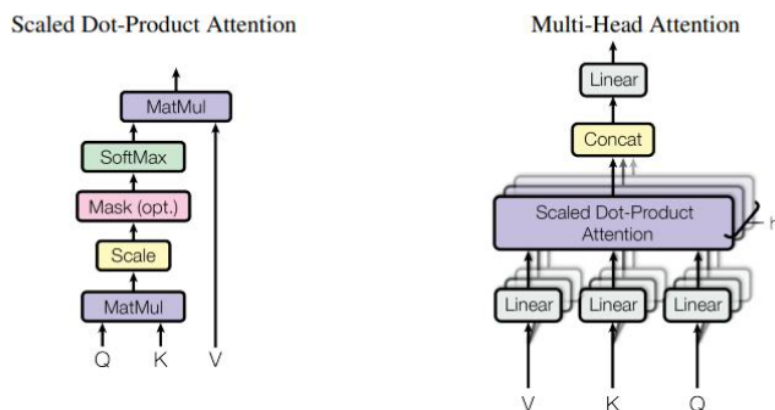 Scaled Dot-Product Attention
MatMul
SoftMax
Mask (opt.)
Scale
MatMul
Q K V
Multi-Head Attention
Linear
Concat
Scaled Dot-Product
Attention
Linear Linear Linear
V K Q